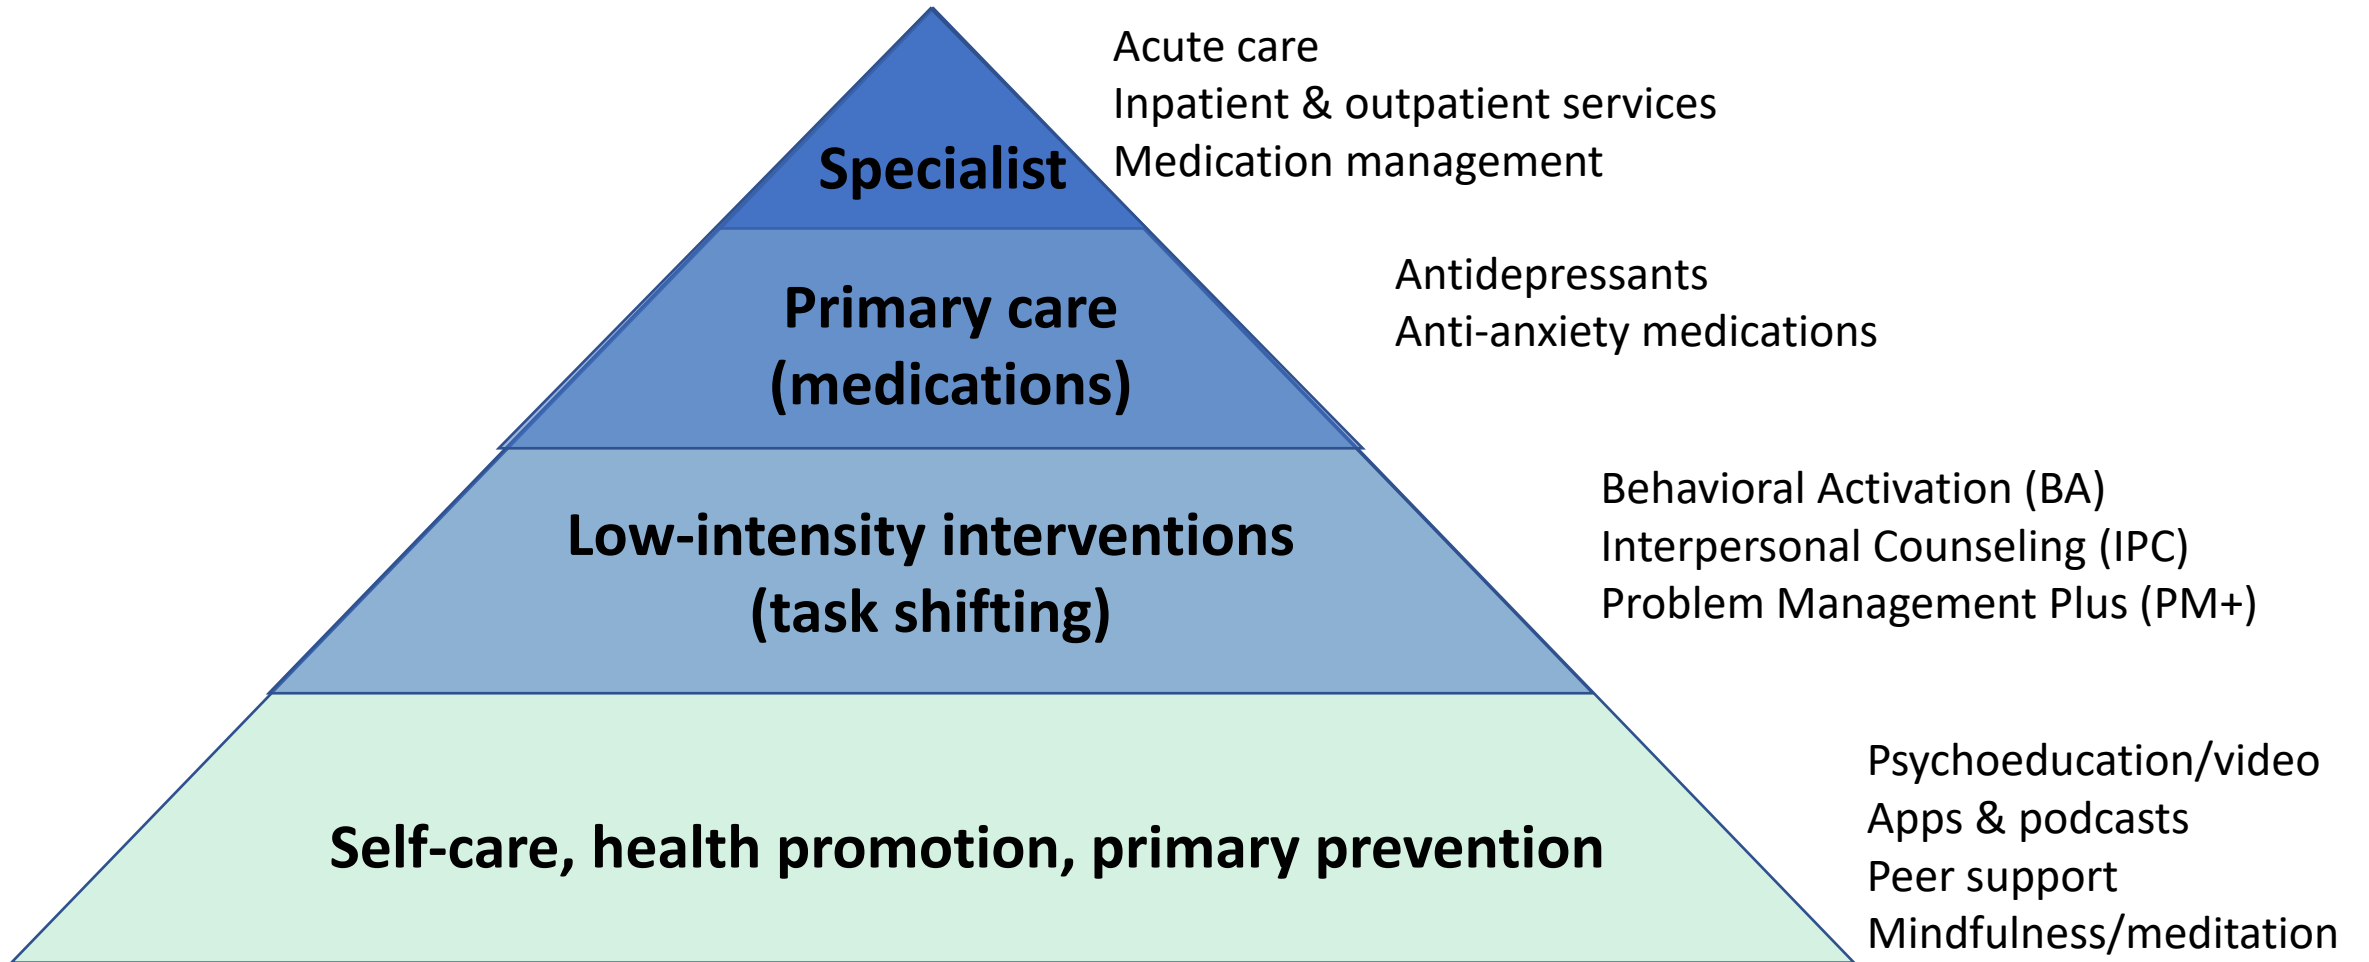 Acute care
Inpatient & outpatient services
Specialist
Medication management
Primary care
(medications)
Antidepressants
Anti-anxiety medications
Low-intensity interventions
(task shifting)
Behavioral Activation (BA)
Interpersonal Counseling (IPC)
Problem Management Plus (PM+)
Self-care, health promotion, primary prevention
Psychoeducation/video
Apps & podcasts
Peer support
Mindfulness/meditation